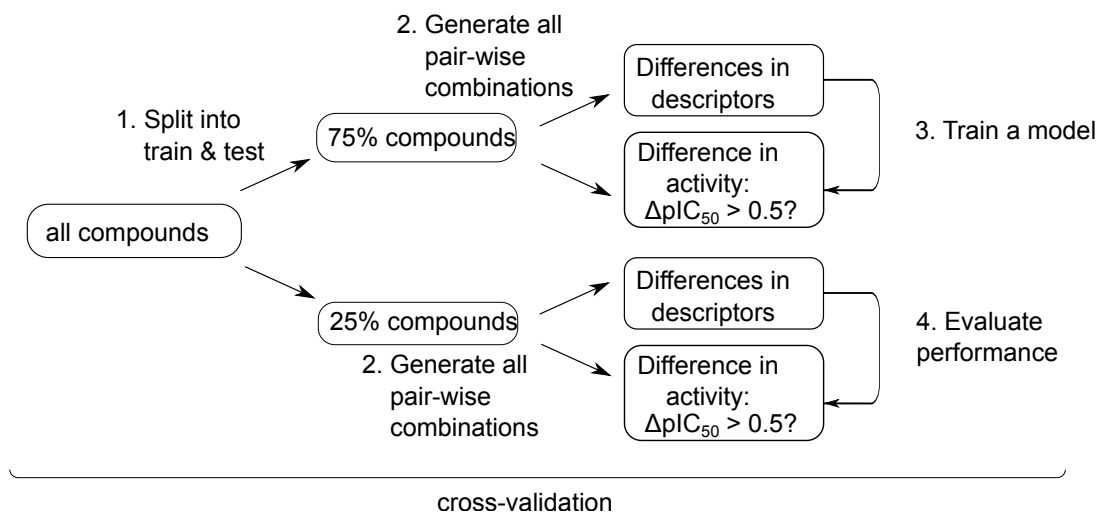 2. Generate all
pair-wise
combinations
Differences in
descriptors
1. Split into
train & test
75% compounds
3. Train a model
Difference in
activity:
ΔpIC₅₀ > 0.5?
all compounds
Differences in
descriptors
25% compounds
4. Evaluate
performance
2. Generate all
pair-wise
combinations
Difference in
activity:
ΔpIC₅₀ > 0.5?
cross-validation